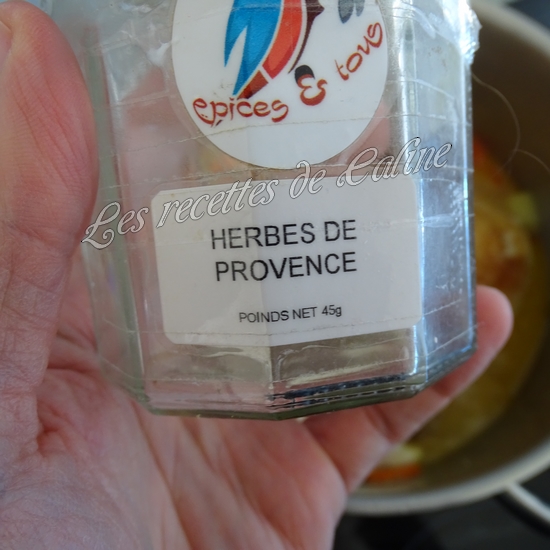 epices & tous
Les recettes de Caline
HERBES DE
PROVENCE
POINDS NET 45g